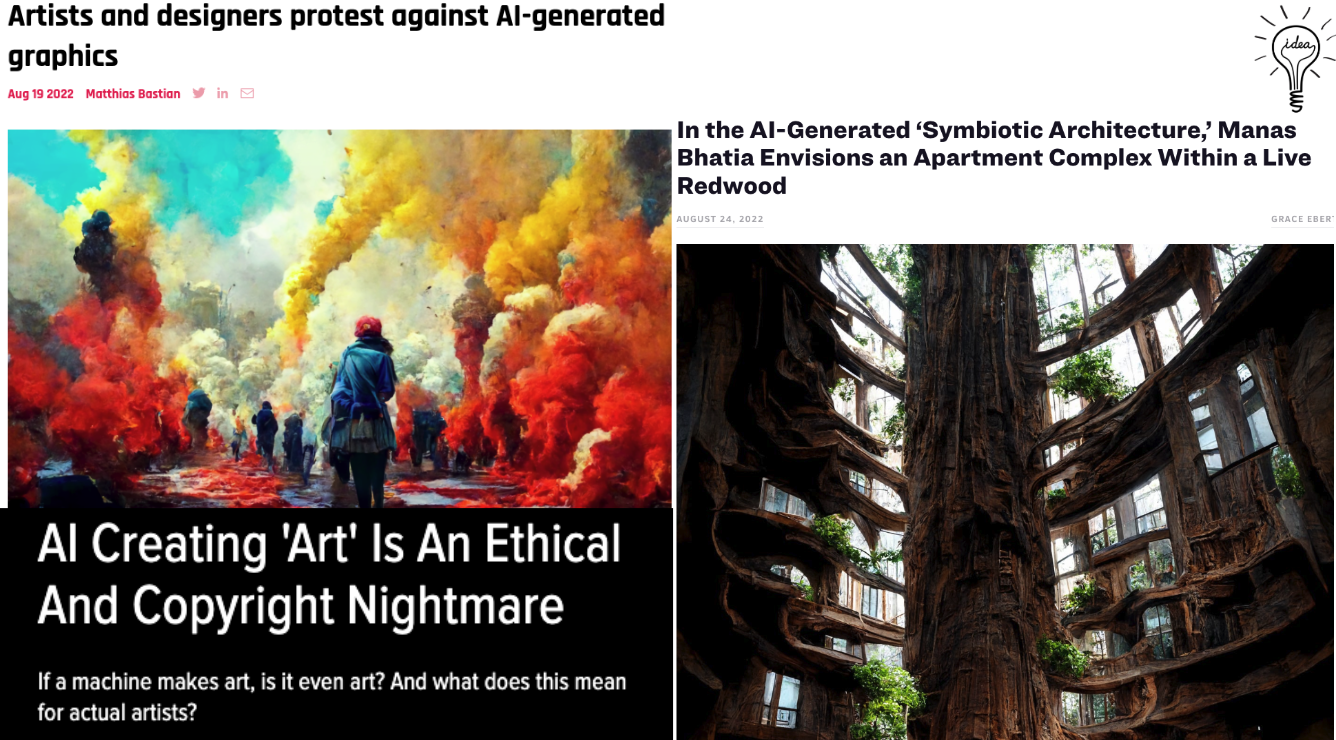 Artists and designers protest against AI-generated
graphics
Aug 19 2022 Matthias Bastian
AI Creating 'Art' Is An Ethical
And Copyright Nightmare
If a machine makes art, is it even art? And what does this mean
for actual artists?
idea
In the AI-Generated ‘Symbiotic Architecture,’ Manas
Bhatia Envisions an Apartment Complex Within a Live
Redwood
AUGUST 24, 2022 GRACE EBERT